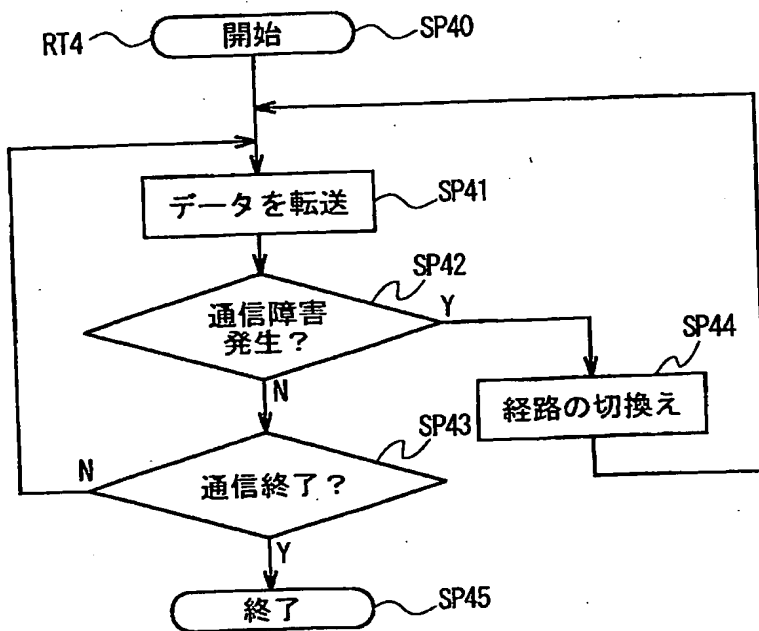 RT4
開始
SP40
データを転送
SP41
通信障害
発生？
SP42
Y
N
経路の切換え
SP44
通信終了？
SP43
N
Y
終了
SP45